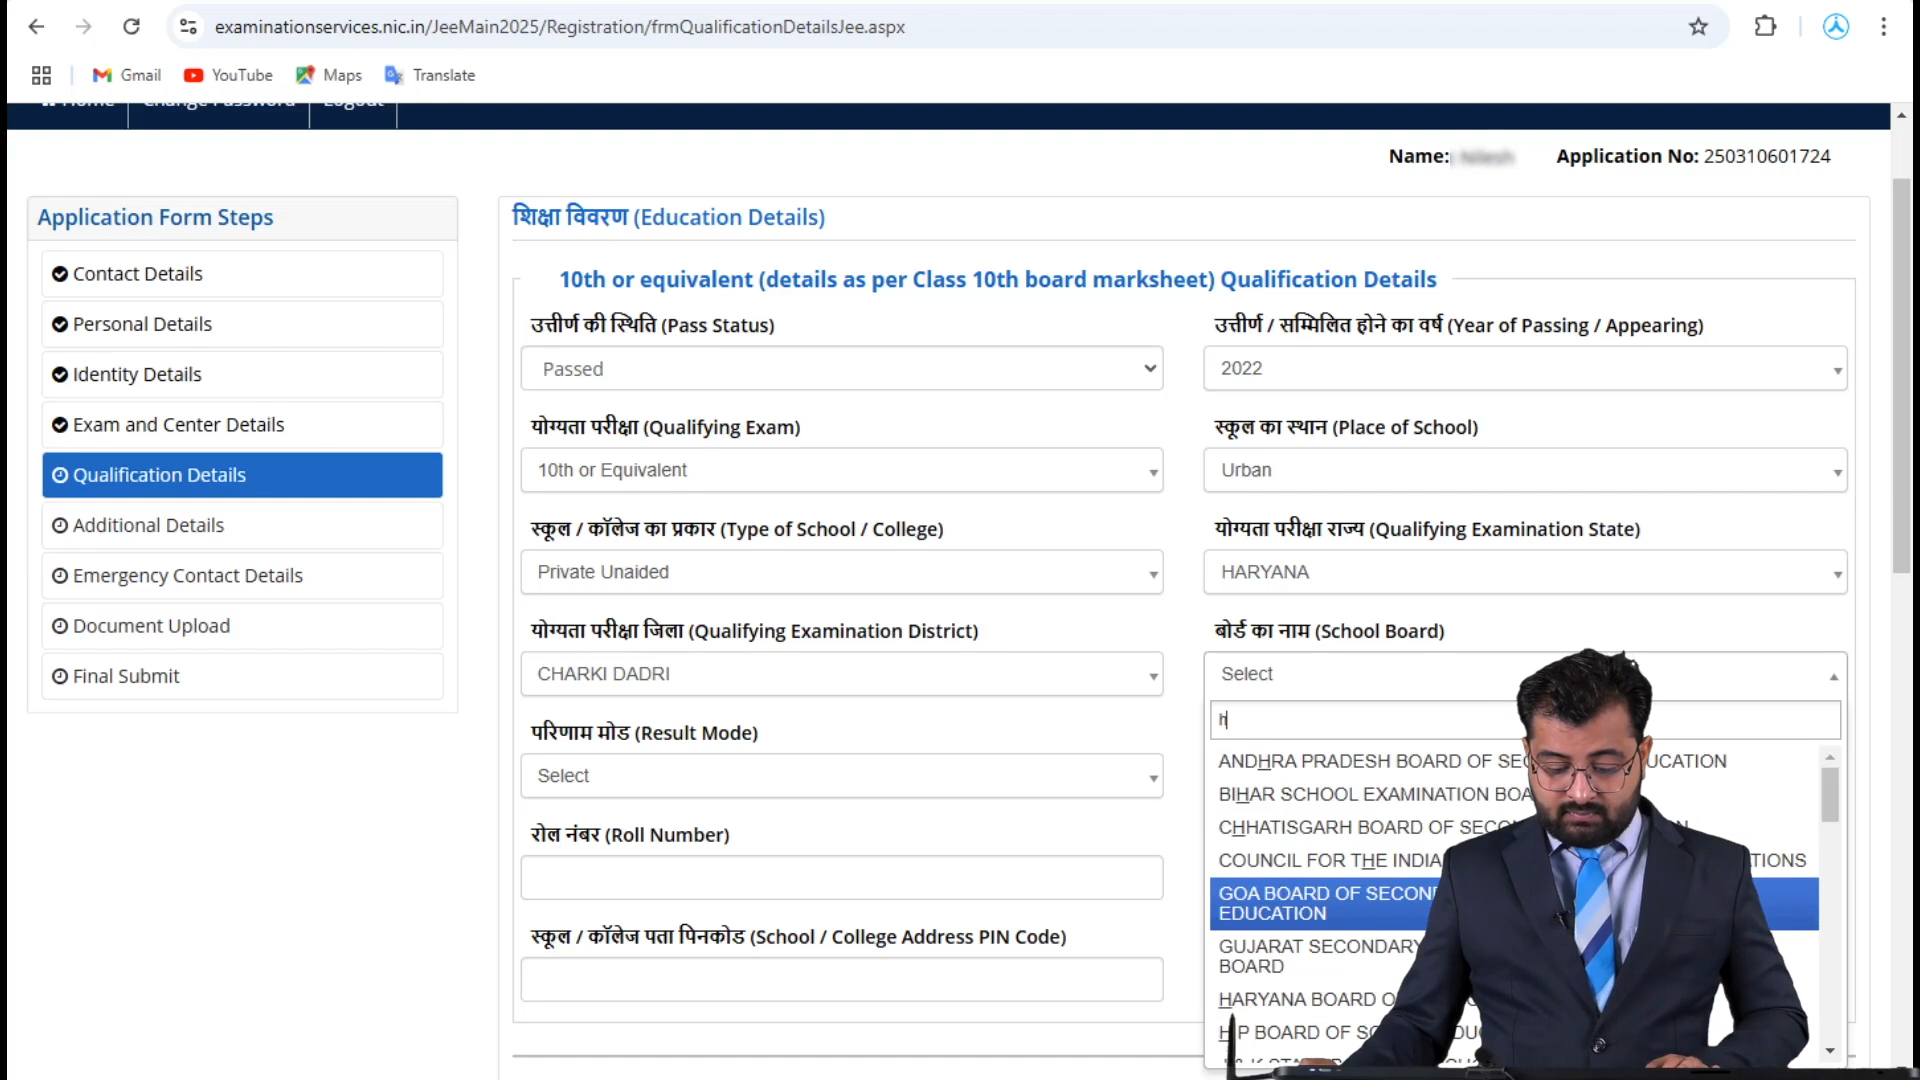 examinationservices.nic.in/JeeMain2025/Registration/frmQualificationDetailsJee.aspx
Gmail YouTube Maps Translate
Home Change Password Logout
Name: Application No: 250310601724
Application Form Steps
Contact Details
Personal Details
Identity Details
Exam and Center Details
Qualification Details
Additional Details
Emergency Contact Details
Document Upload
Final Submit
शिक्षा विवरण (Education Details)
10th or equivalent (details as per Class 10th board marksheet) Qualification Details
उत्तीर्ण की स्थिति (Pass Status)
Passed
उत्तीर्ण / सम्मिलित होने का वर्ष (Year of Passing / Appearing)
2022
योग्यता परीक्षा (Qualifying Exam)
10th or Equivalent
स्कूल का स्थान (Place of School)
Urban
स्कूल / कॉलेज का प्रकार (Type of School / College)
Private Unaided
योग्यता परीक्षा राज्य (Qualifying Examination State)
HARYANA
योग्यता परीक्षा जिला (Qualifying Examination District)
CHARKI DADRI
बोर्ड का नाम (School Board)
Select
h
ANDHRA PRADESH BOARD OF
BIHAR SCHOOL EXAMINATION
CHHATISGARH BOARD OF
COUNCIL FOR THE
GOA BOARD OF
EDUCATION
GUJARAT SECONDARY
BOARD
HARYANA BOARD
H P BOARD OF
परिणाम मोड (Result Mode)
Select
रोल नंबर (Roll Number)
स्कूल / कॉलेज पता पिनकोड (School / College Address PIN Code)